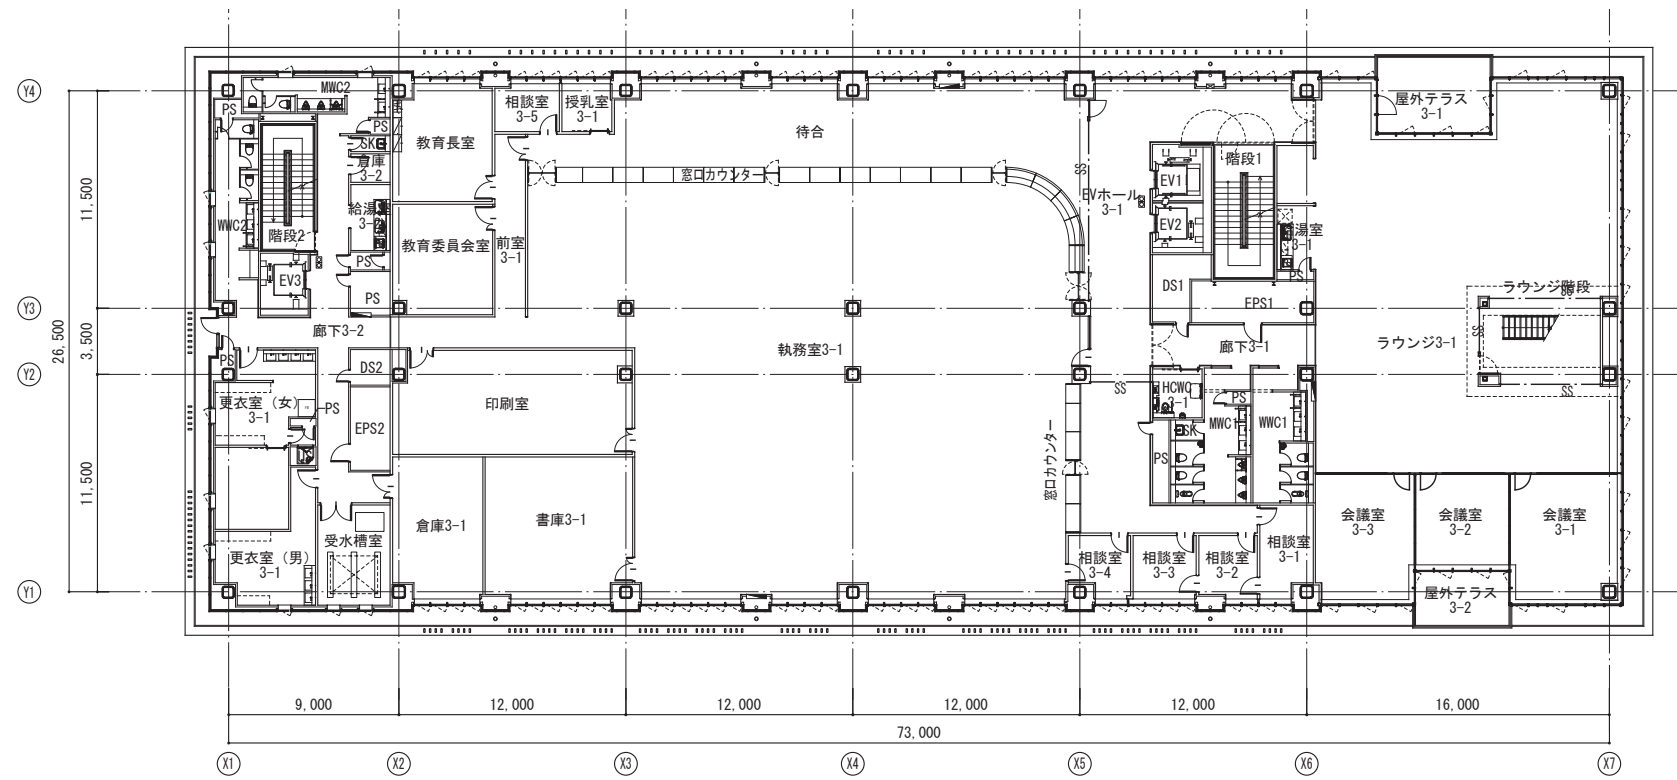 Y4
Y3
Y2
Y1
11,500
3,500
11,500
26,500
MWC2
PS
PS
SK
倉庫
3-2
WWC2
階段2
EV3
PS
PS
教育長室
教育委員会室
前室
3-1
相談室
3-5
授乳室
3-1
待合
窓口カウンター
SS
EVホール
3-1
EV1
EV2
階段1
湯室
3-1
PS
DS1
EPS1
屋外テラス
3-1
ラウンジ階段
SS
SS
SS
ラウンジ3-1
廊下3-2
廊下3-1
執務室3-1
PS
DS2
更衣室（女）
3-1
PS
EPS2
印刷室
SS
HCWC
3-1
PS
MWC1
WWC1
SK
PS
窓口カウンター
倉庫3-1
書庫3-1
受水槽室
更衣室（男）
3-1
相談室
3-4
相談室
3-3
相談室
3-2
相談室
3-1
会議室
3-3
会議室
3-2
会議室
3-1
屋外テラス
3-2
9,000
12,000
12,000
12,000
12,000
16,000
73,000
X1
X2
X3
X4
X5
X6
X7